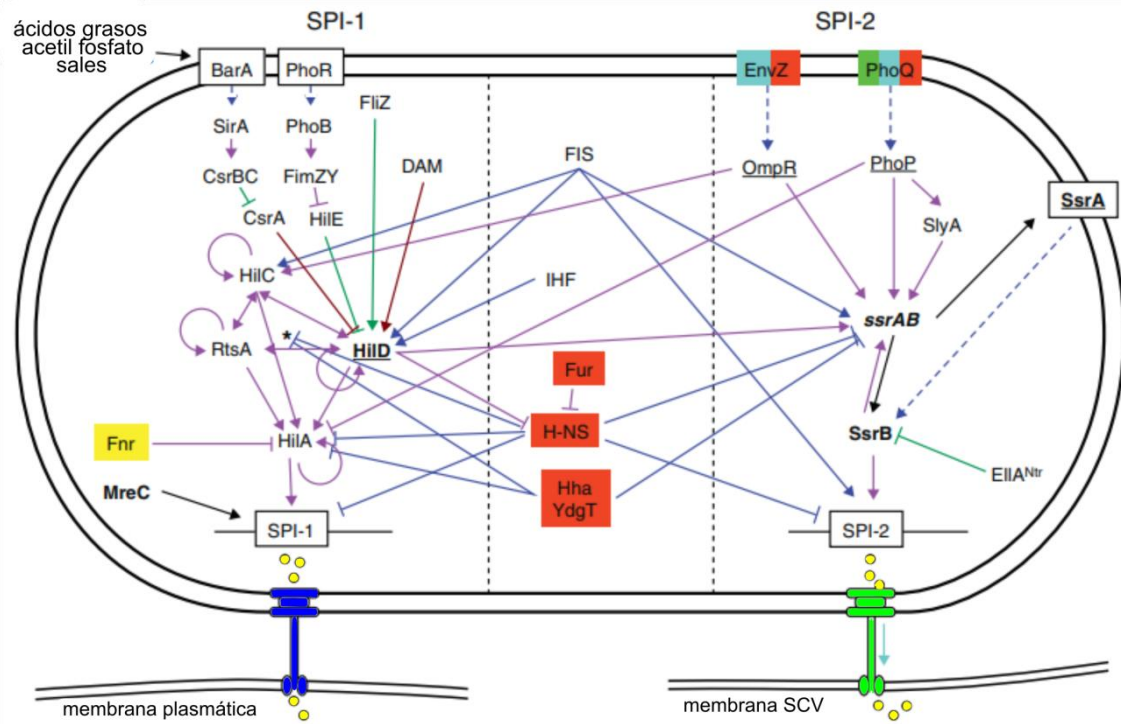 SPI-1
SPI-2
ácidos grasos
acetil fosfato
sales
BarA
PhoR
EnvZ
PhoQ
FliZ
SirA
PhoB
DAM
FIS
OmpR
PhoP
CsrBC
FimZY
SsrA
CsrA
HilE
SlyA
HilC
IHF
ssrAB
*
RtsA
HilD
Fur
Fnr
HilA
H-NS
SsrB
EIIANtr
MreC
Hha
YdgT
SPI-1
SPI-2
membrana plasmática
membrana SCV